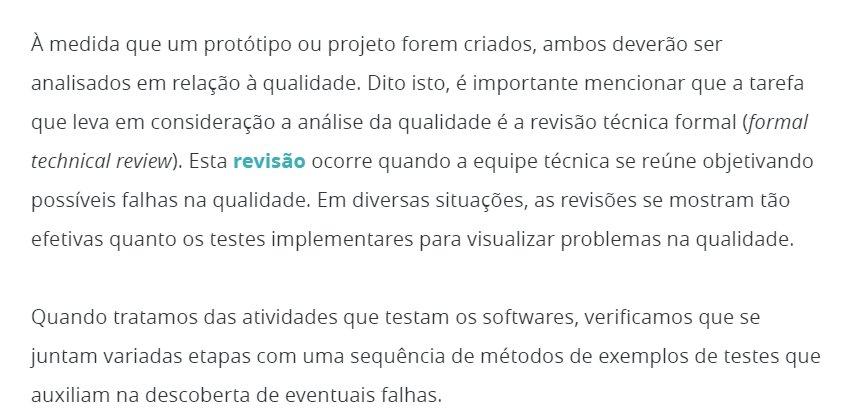 À medida que um protótipo ou projeto forem criados, ambos deverão ser
analisados em relação à qualidade. Dito isto, é importante mencionar que a tarefa
que leva em consideração a análise da qualidade é a revisão técnica formal (formal
technical review). Esta revisão ocorre quando a equipe técnica se reúne objetivando
possíveis falhas na qualidade. Em diversas situações, as revisões se mostram tão
efetivas quanto os testes implementares para visualizar problemas na qualidade.
Quando tratamos das atividades que testam os softwares, verificamos que se
juntam variadas etapas com uma sequência de métodos de exemplos de testes que
auxiliam na descoberta de eventuais falhas.